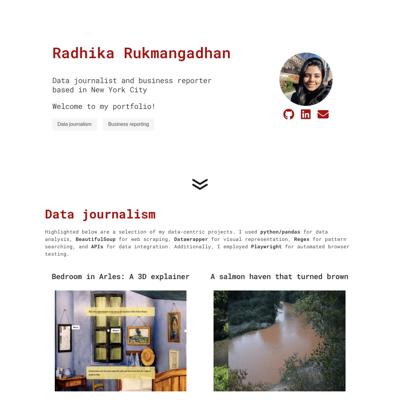 Radhika Rukmangadhan
Data journalist and business reporter
based in New York City
Welcome to my portfolio!
Data journalism
Business reporting
Data journalism
Highlighted below are a selection of my data-centric projects. I used python/pandas for data
analysis, BeautifulSoup for web scraping, Datawrapper for visual representation, Regex for pattern
searching, and APIs for data integration. Additionally, I employed Playwright for automated browser
testing.
Bedroom in Arles: A 3D explainer
A salmon haven that turned brown